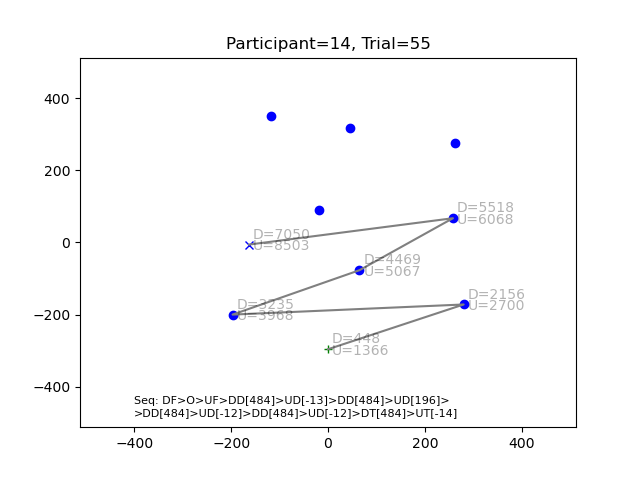 Participant=14, Trial=55
400
200
0
−200
−400
D=5518
U=6068
D=7050
U=8503
D=4469
U=5067
D=2156
U=2700
D=3235
U=3968
D=448
U=1366
Seq: DF>O>UF>DD[484]>UD[-13]>DD[484]>UD[196]>
>DD[484]>UD[-12]>DD[484]>UD[-12]>DT[484]>UT[-14]
−400 −200 0 200 400